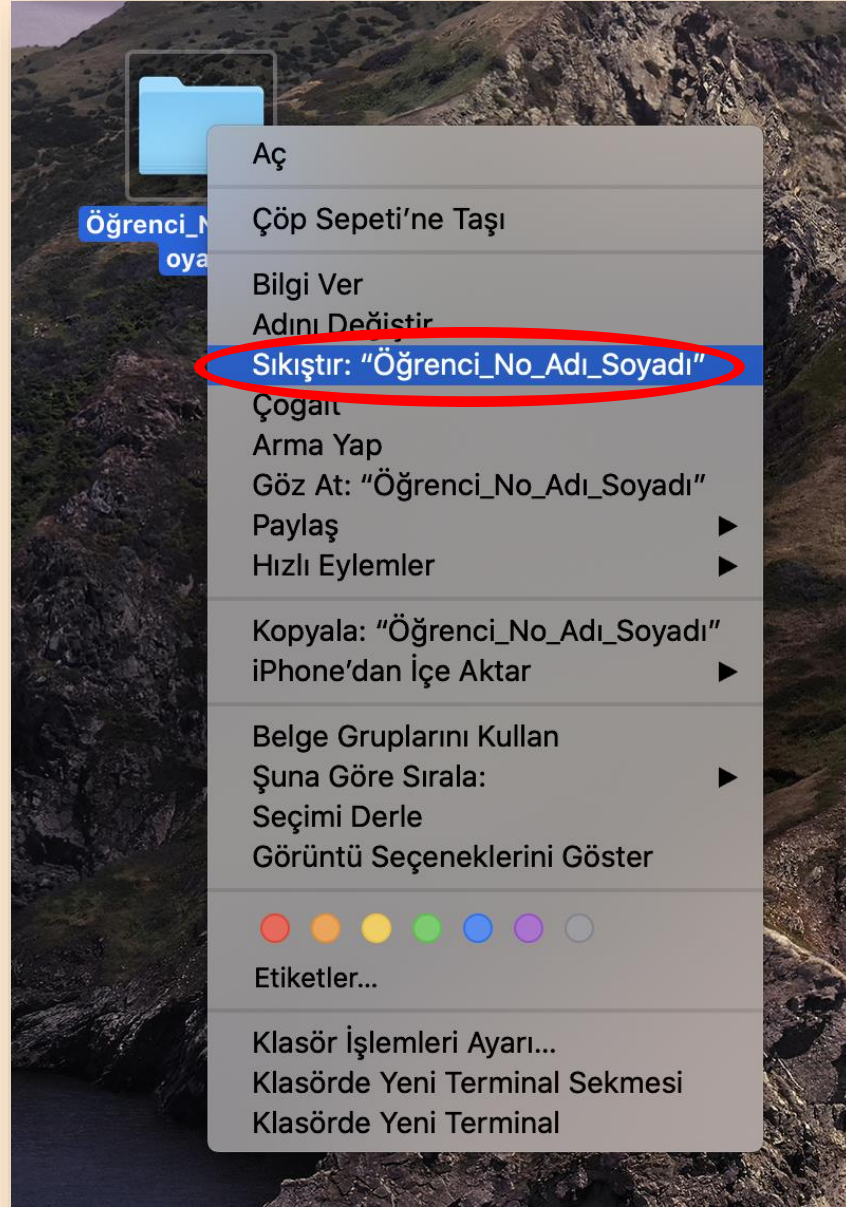 Öğrenci_N
oya
Aç
Çöp Sepeti’ne Taşı
Bilgi Ver
Adını Değiştir
Sıkıştır: “Öğrenci_No_Adı_Soyadı”
Çoğalt
Arma Yap
Göz At: “Öğrenci_No_Adı_Soyadı”
Paylaş
Hızlı Eylemler
Kopyala: “Öğrenci_No_Adı_Soyadı”
iPhone’dan İçe Aktar
Belge Gruplarını Kullan
Şuna Göre Sırala:
Seçimi Derle
Görüntü Seçeneklerini Göster
Etiketler...
Klasör İşlemleri Ayarı...
Klasörde Yeni Terminal Sekmesi
Klasörde Yeni Terminal